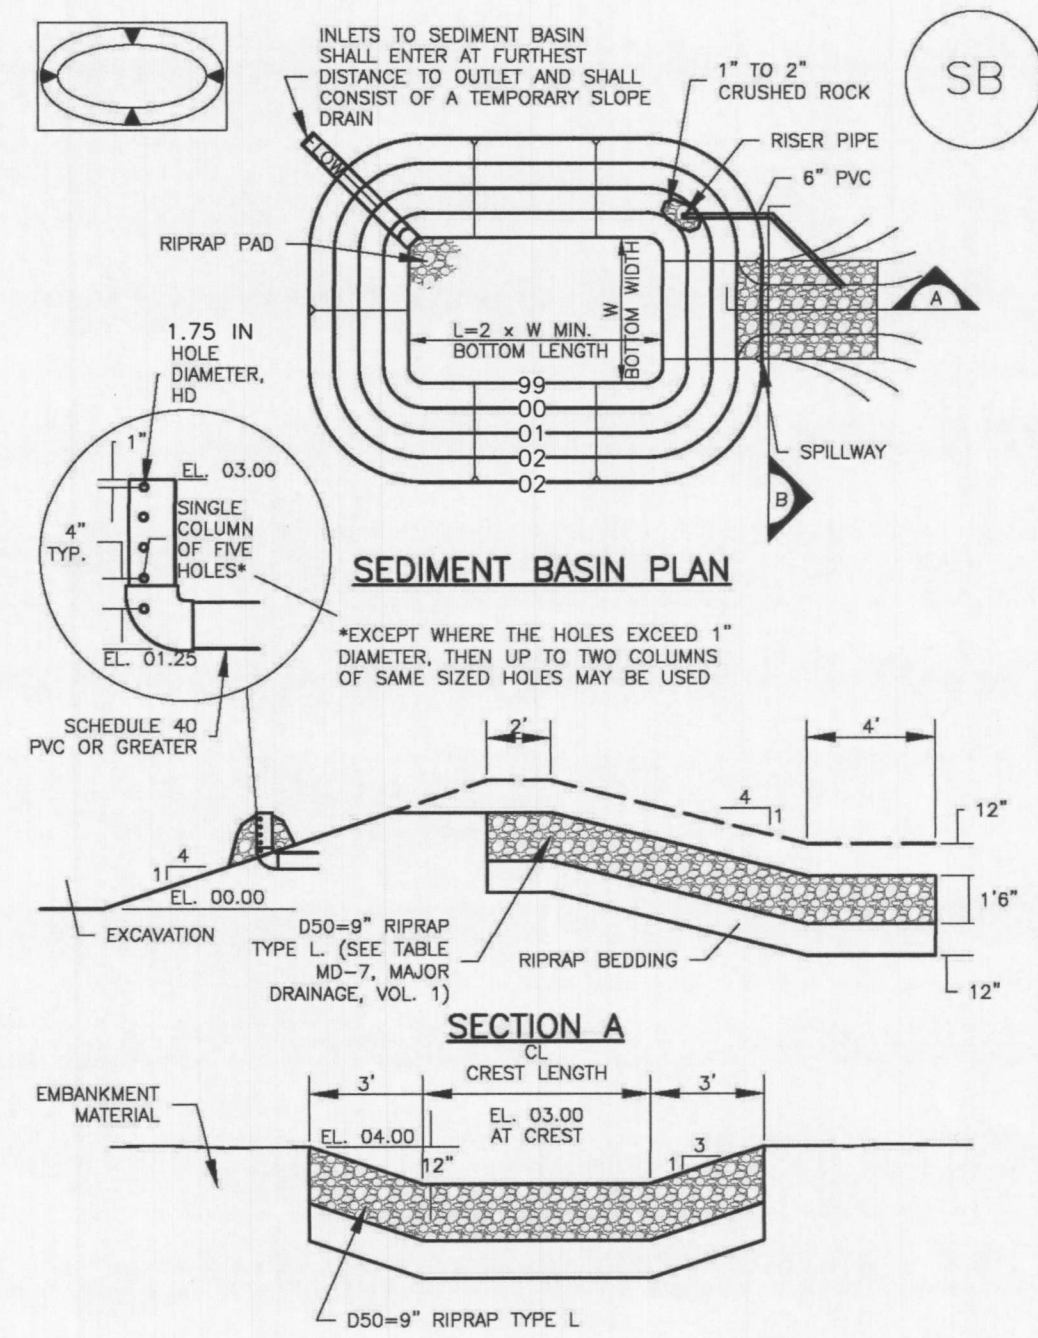 INLETS TO SEDIMENT BASIN
SHALL ENTER AT FURTHEST
DISTANCE TO OUTLET AND SHALL
CONSIST OF A TEMPORARY SLOPE
DRAIN
1" TO 2"
CRUSHED ROCK
SB
RISER PIPE
6" PVC
FLOW
RIPRAP PAD
W
BOTTOM WIDTH
A
L=2 x W MIN.
BOTTOM LENGTH
99
00
01
02
02
SPILLWAY
B
1.75 IN
HOLE
DIAMETER,
HD
1"
EL. 03.00
4"
TYP.
SINGLE
COLUMN
OF FIVE
HOLES*
EL. 01.25
SEDIMENT BASIN PLAN
*EXCEPT WHERE THE HOLES EXCEED 1"
DIAMETER, THEN UP TO TWO COLUMNS
OF SAME SIZED HOLES MAY BE USED
SCHEDULE 40
PVC OR GREATER
2'
4'
4
1
12"
4
1
EL. 00.00
EXCAVATION
1'6"
D50=9" RIPRAP
TYPE L. (SEE TABLE
MD-7, MAJOR
DRAINAGE, VOL. 1)
RIPRAP BEDDING
12"
SECTION A
CL
CREST LENGTH
3'
3'
EMBANKMENT
MATERIAL
EL. 04.00
EL. 03.00
AT CREST
12"
3
1
D50=9" RIPRAP TYPE L